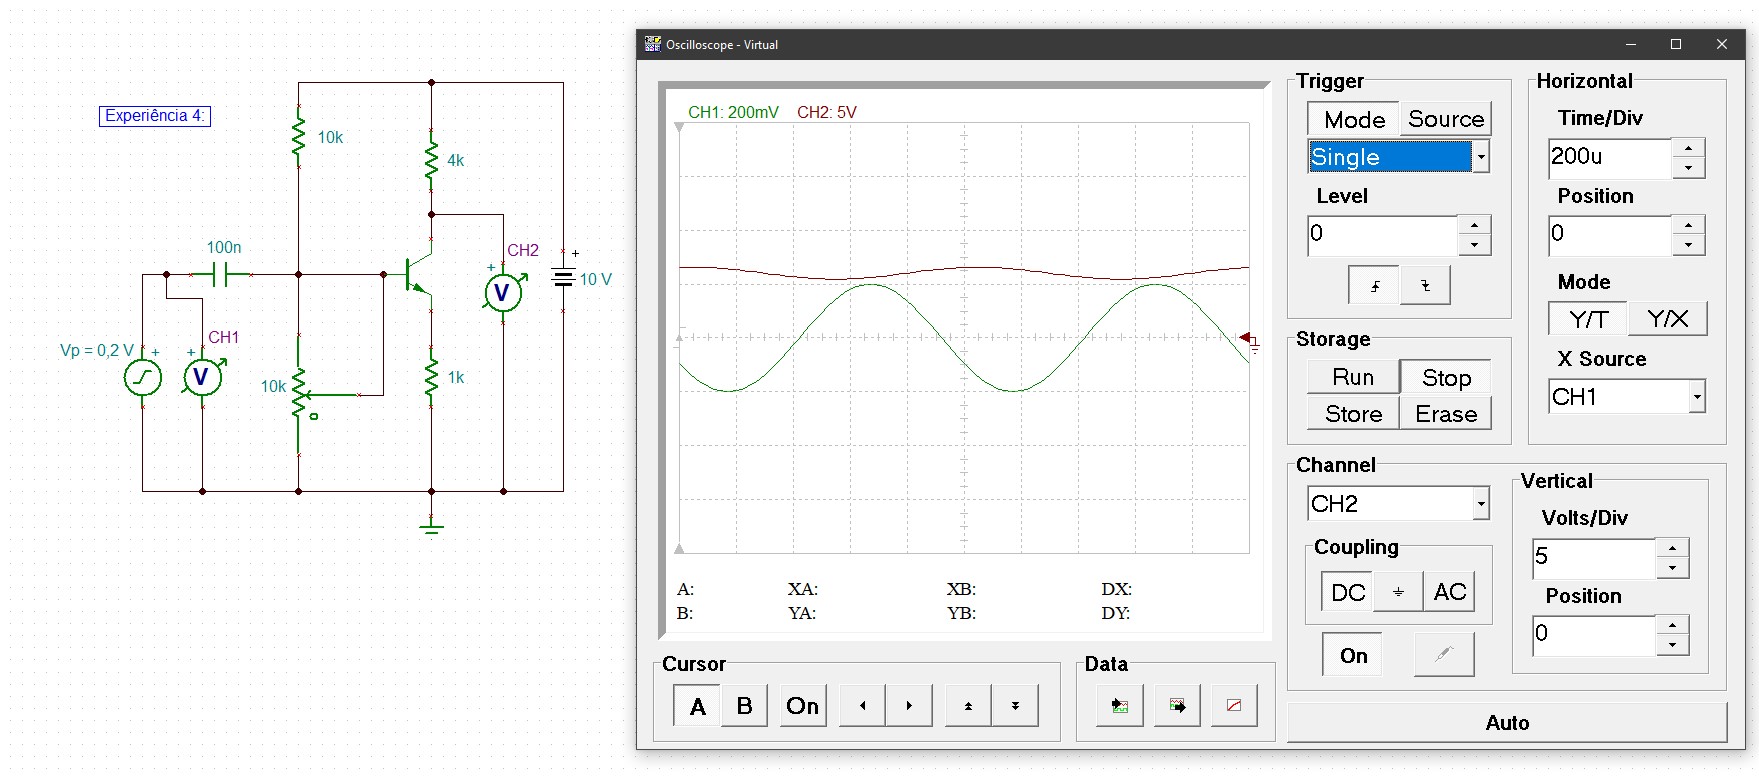 Experiência 4:
10k
4k
100n
CH2
+
+
10 V
CH1
Vp = 0,2 V
+
+
10k
1k
V
V
Oscilloscope - Virtual
CH1: 200mV CH2: 5V
A: XA: XB: DX:
B: YA: YB: DY:
Cursor
A B On
Data
Trigger
Mode Source
Single
Level
0
Storage
Run Stop
Store Erase
Horizontal
Time/Div
200u
Position
0
Mode
Y/T Y/X
X Source
CH1
Channel
CH2
Coupling
DC AC
On
Vertical
Volts/Div
5
Position
0
Auto